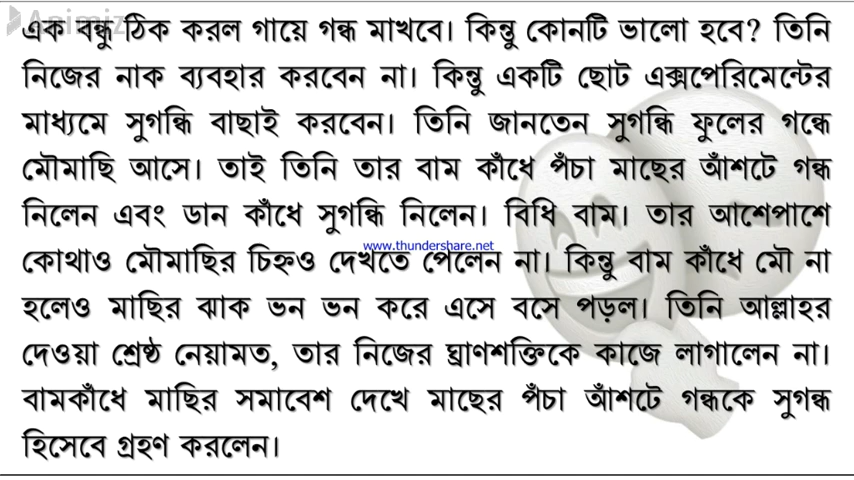 Animiz
এক বন্ধু ঠিক করল গায়ে গন্ধ মাখবে। কিন্তু কোনটি ভালো হবে? তিনি
নিজের নাক ব্যবহার করবেন না। কিন্তু একটি ছোট এক্সপেরিমেন্টের
মাধ্যমে সুগন্ধি বাছাই করবেন। তিনি জানতেন সুগন্ধি ফুলের গন্ধে
মৌমাছি আসে। তাই তিনি তার বাম কাঁধে পঁচা মাছের আঁশটে গন্ধ
নিলেন এবং ডান কাঁধে সুগন্ধি নিলেন। বিধি বাম। তার আশেপাশে
www.thundershare.net
কোথাও মৌমাছির চিহ্নও দেখতে পেলেন না। কিন্তু বাম কাঁধে মৌ না
হলেও মাছির ঝাক ভন ভন করে এসে বসে পড়ল। তিনি আল্লাহর
দেওয়া শ্রেষ্ঠ নেয়ামত, তার নিজের ঘ্রাণশক্তিকে কাজে লাগালেন না।
বামকাঁধে মাছির সমাবেশ দেখে মাছের পঁচা আঁশটে গন্ধকে সুগন্ধ
হিসেবে গ্রহণ করলেন।